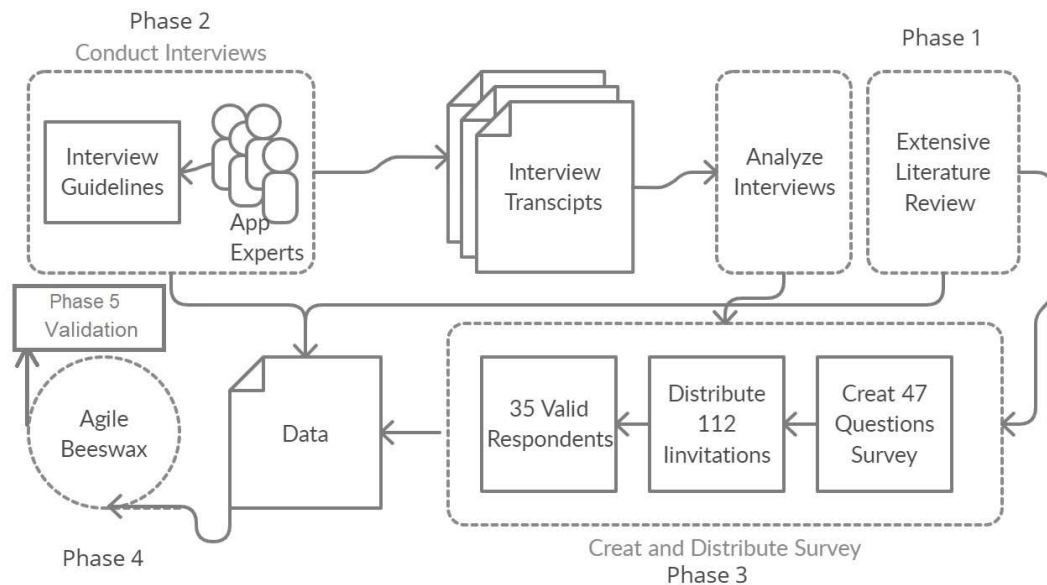 Phase 2
Conduct Interviews
Phase 1
Interview
Guidelines
App
Experts
Interview
Transcipts
Analyze
Interviews
Extensive
Literature
Review
Phase 5
Validation
Agile
Beeswax
Data
35 Valid
Respondents
Distribute
112
Iinvitations
Creat 47
Questions
Survey
Phase 4
Creat and Distribute Survey
Phase 3